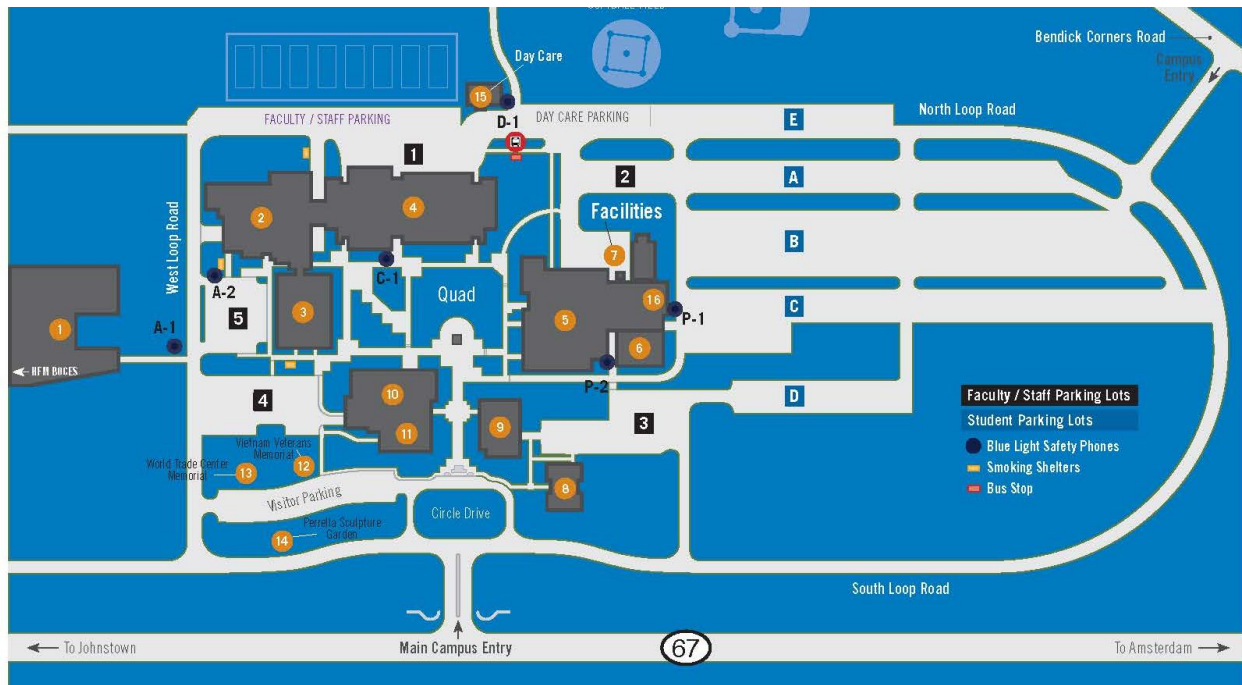 Bendick Corners Road
Campus
Entry
Day Care
15
D-1
FACULTY / STAFF PARKING
DAY CARE PARKING
North Loop Road
E
1
2
A
2
4
Facilities
7
B
West Loop Road
A-2
C-1
Quad
16
5
3
5
P-1
C
1
A-1
6
HFM BOCES
P-2
10
4
11
9
3
D
Faculty / Staff Parking Lots
Student Parking Lots
Blue Light Safety Phones
Smoking Shelters
Bus Stop
Vietnam Veterans
Memorial
12
World Trade Center
Memorial
13
8
Visitor Parking
Circle Drive
Perrella Sculpture
Garden
14
South Loop Road
To Johnstown
Main Campus Entry
67
To Amsterdam